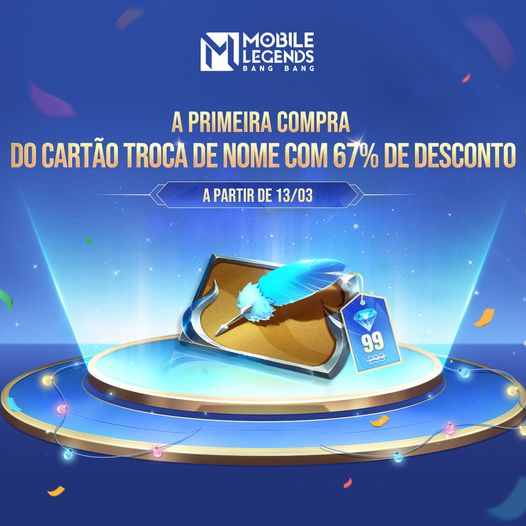 MOBILE
LEGENDS
BANG BANG
A PRIMEIRA COMPRA
DO CARTÃO TROCA DE NOME COM 67% DE DESCONTO
A PARTIR DE 13/03
99
299